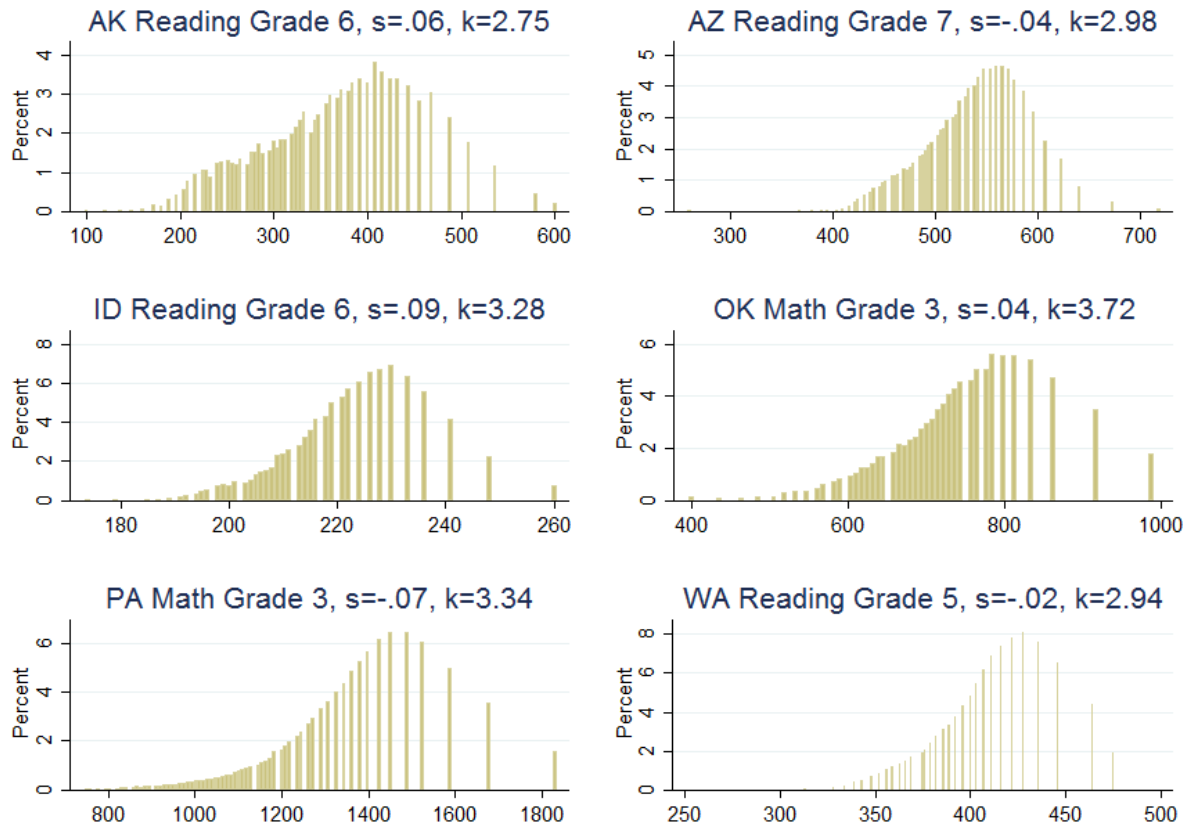 AK Reading Grade 6, s=.06, k=2.75
Percent
4
3
2
1
0
100 200 300 400 500 600
AZ Reading Grade 7, s=-.04, k=2.98
Percent
5
4
3
2
1
0
300 400 500 600 700
ID Reading Grade 6, s=.09, k=3.28
Percent
8
6
4
2
0
180 200 220 240 260
OK Math Grade 3, s=.04, k=3.72
Percent
6
4
2
0
400 600 800 1000
PA Math Grade 3, s=-.07, k=3.34
Percent
6
4
2
0
800 1000 1200 1400 1600 1800
WA Reading Grade 5, s=-.02, k=2.94
Percent
8
6
4
2
0
250 300 350 400 450 500